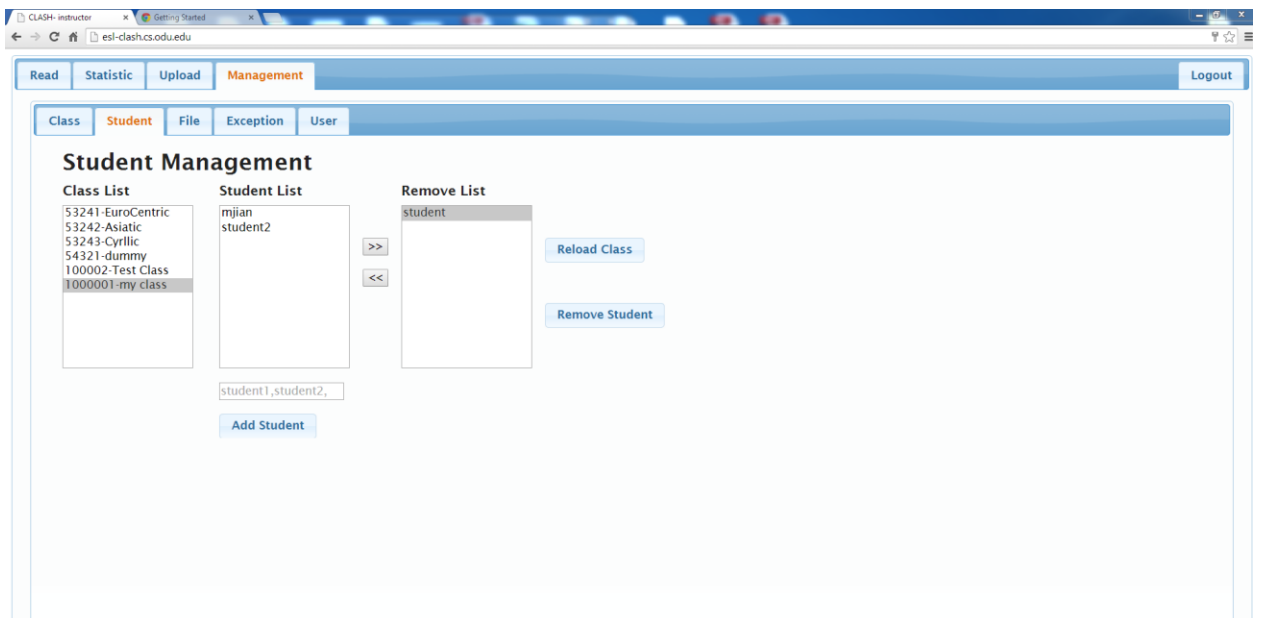 CLASH- instructor
Getting Started
esl-clash.cs.odu.edu
Read Statistic Upload Management Logout
Class Student File Exception User
Student Management
Class List Student List Remove List
53241-EuroCentric
53242-Asiatic
53243-Cyrllic
54321-dummy
100002-Test Class
1000001-my class
mjian
student2
>>
<<
student
Reload Class
Remove Student
student1,student2,
Add Student